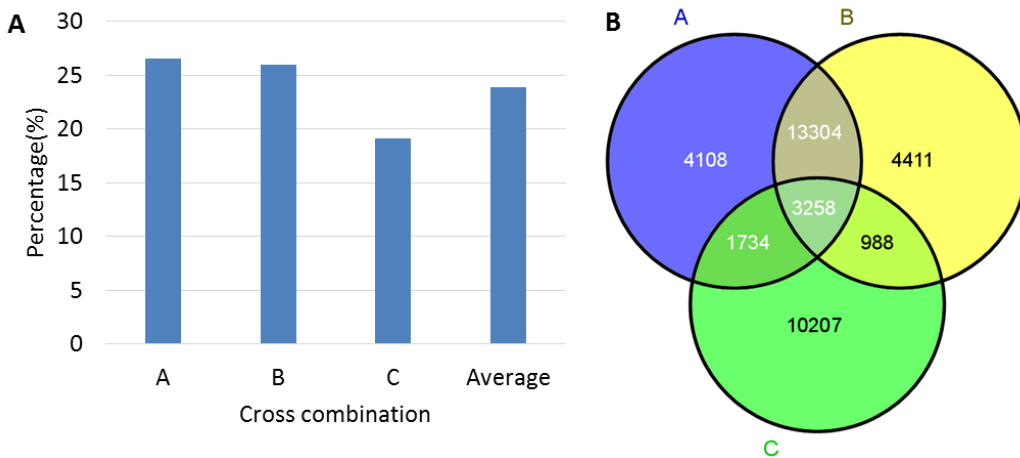 A
30
25
20
15
10
5
0
Percentage(%)
A B C Average
Cross combination
B
A B
4108 13304 4411
3258
1734 988
10207
C